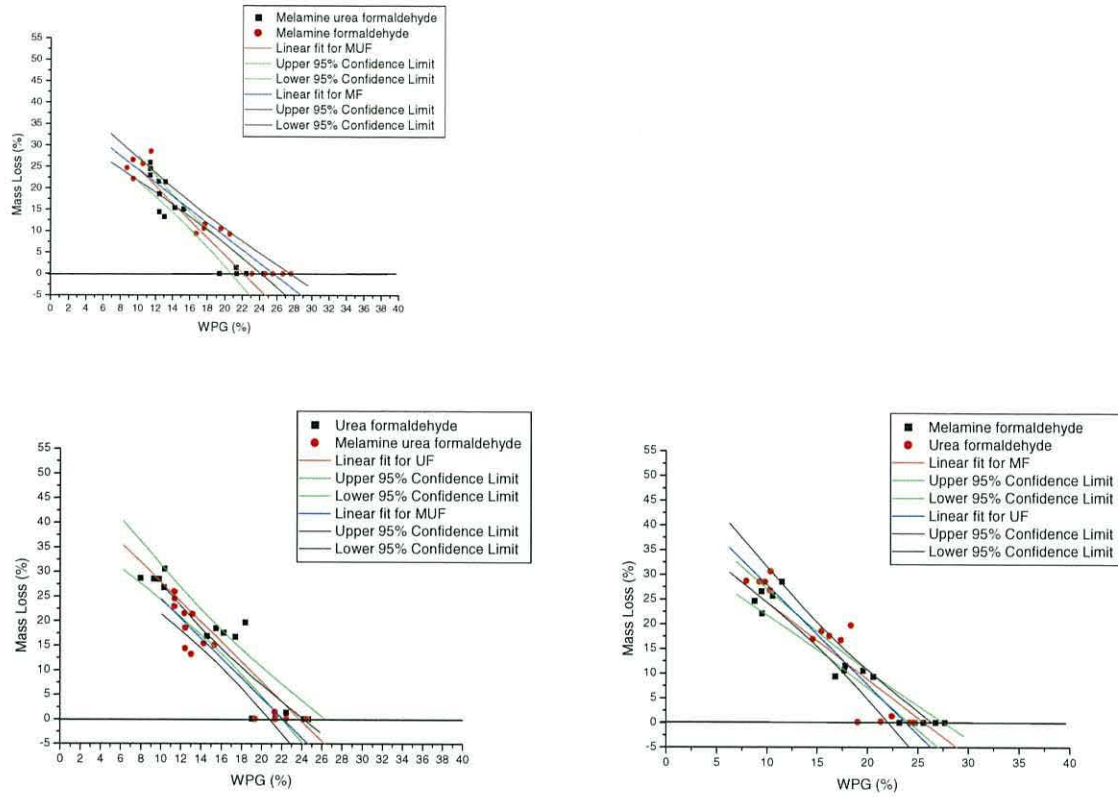 Melamine urea formaldehyde
Melamine formaldehyde
Linear fit for MUF
Upper 95% Confidence Limit
Lower 95% Confidence Limit
Linear fit for MF
Upper 95% Confidence Limit
Lower 95% Confidence Limit
55
50
45
40
35
30
25
20
15
10
5
0
-5
Mass Loss (%)
0 2 4 6 8 10 12 14 16 18 20 22 24 26 28 30 32 34 36 38 40
WPG (%)
Urea formaldehyde
Melamine urea formaldehyde
Linear fit for UF
Upper 95% Confidence Limit
Lower 95% Confidence Limit
Linear fit for MUF
Upper 95% Confidence Limit
Lower 95% Confidence Limit
55
50
45
40
35
30
25
20
15
10
5
0
-5
Mass Loss (%)
0 2 4 6 8 10 12 14 16 18 20 22 24 26 28 30 32 34 36 38 40
WPG (%)
Melamine formaldehyde
Urea formaldehyde
Linear fit for MF
Upper 95% Confidence Limit
Lower 95% Confidence Limit
Linear fit for UF
Upper 95% Confidence Limit
Lower 95% Confidence Limit
55
50
45
40
35
30
25
20
15
10
5
0
-5
Mass Loss (%)
0 5 10 15 20 25 30 35 40
WPG (%)